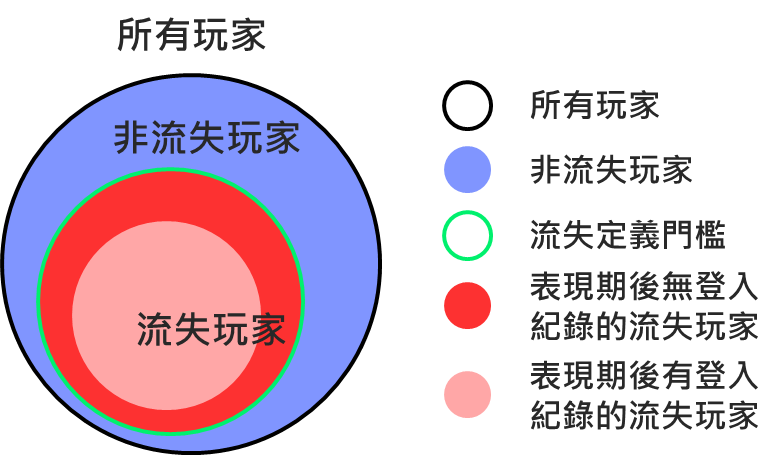 所有玩家
非流失玩家
流失玩家
所有玩家
非流失玩家
流失定義門檻
表現期後無登入
紀錄的流失玩家
表現期後有登入
紀錄的流失玩家